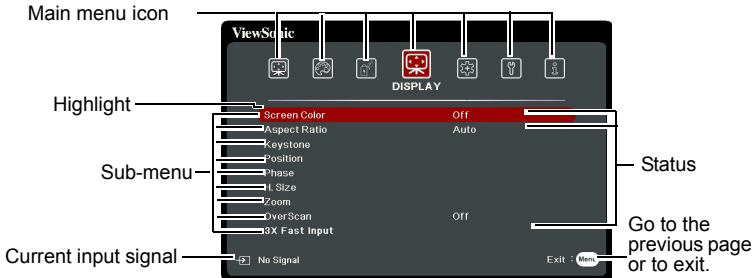 Main menu icon
ViewSonic
DISPLAY
Highlight
Screen Color Off
Aspect Ratio Auto
Keystone
Position
Phase
H. Size
Zoom
OverScan Off
3X Fast Input
Sub-menu
Status
Current input signal
No Signal
Exit : Menu
Go to the
previous page
or to exit.